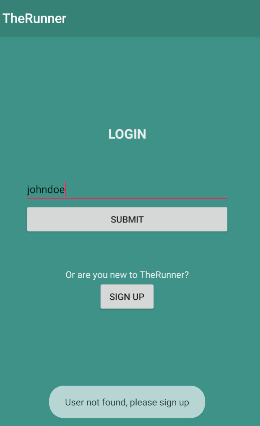 TheRunner
LOGIN
johndoe
SUBMIT
Or are you new to TheRunner?
SIGN UP
User not found, please sign up